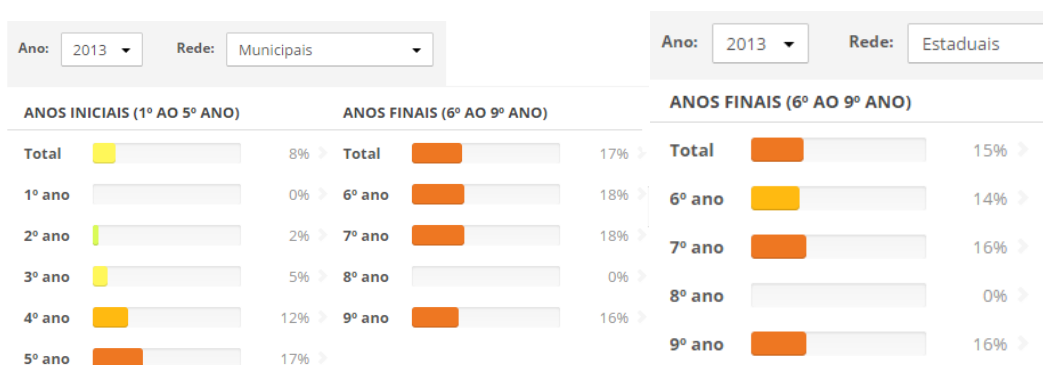 Ano: 2013 Rede: Municipais
ANOS INICIAIS (1º AO 5º ANO)
Total 8%
1º ano 0%
2º ano 2%
3º ano 5%
4º ano 12%
5º ano 17%
ANOS FINAIS (6º AO 9º ANO)
Total 17%
6º ano 18%
7º ano 18%
8º ano 0%
9º ano 16%
Ano: 2013 Rede: Estaduais
ANOS FINAIS (6º AO 9º ANO)
Total 15%
6º ano 14%
7º ano 16%
8º ano 0%
9º ano 16%